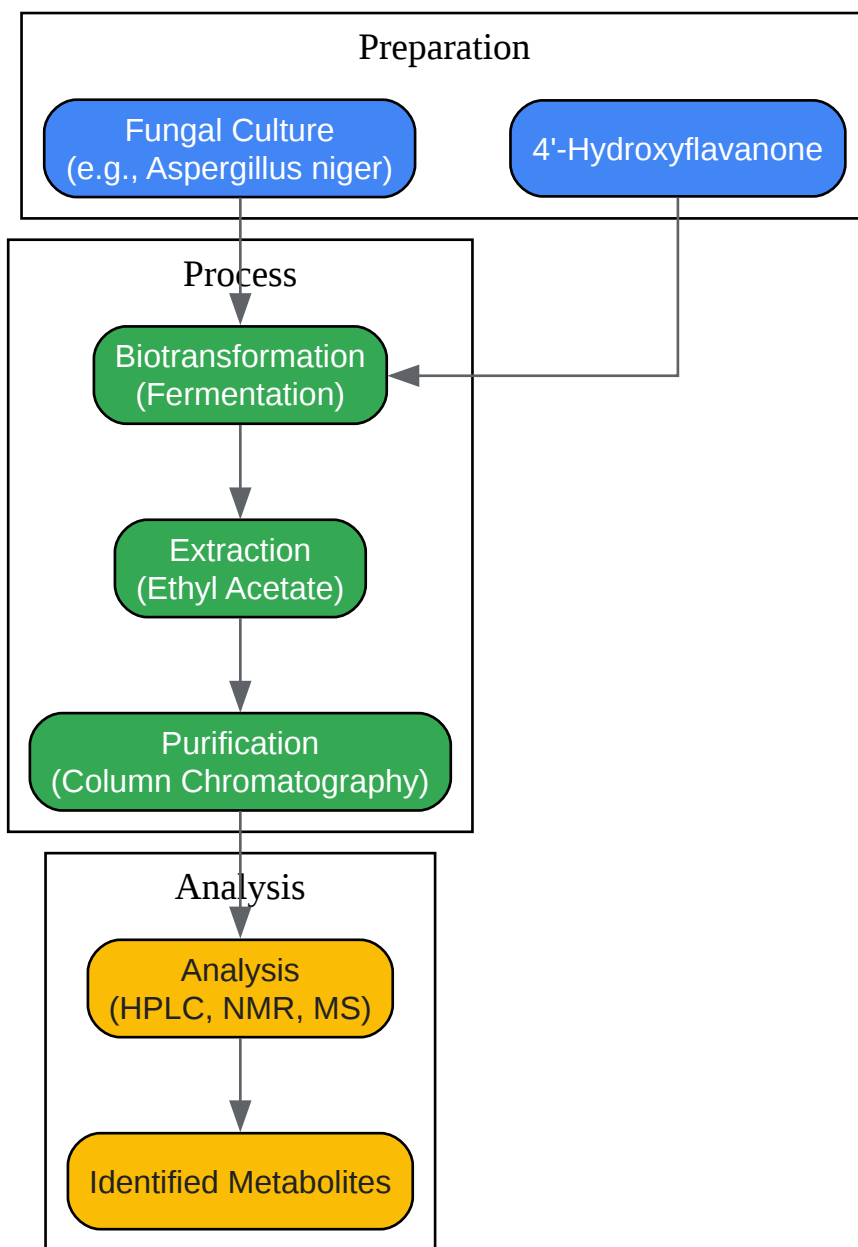 Preparation
Fungal Culture
(e.g., Aspergillus niger)
4'-Hydroxyflavanone
Process
Biotransformation
(Fermentation)
Extraction
(Ethyl Acetate)
Purification
(Column Chromatography)
Analysis
Analysis
(HPLC, NMR, MS)
Identified Metabolites